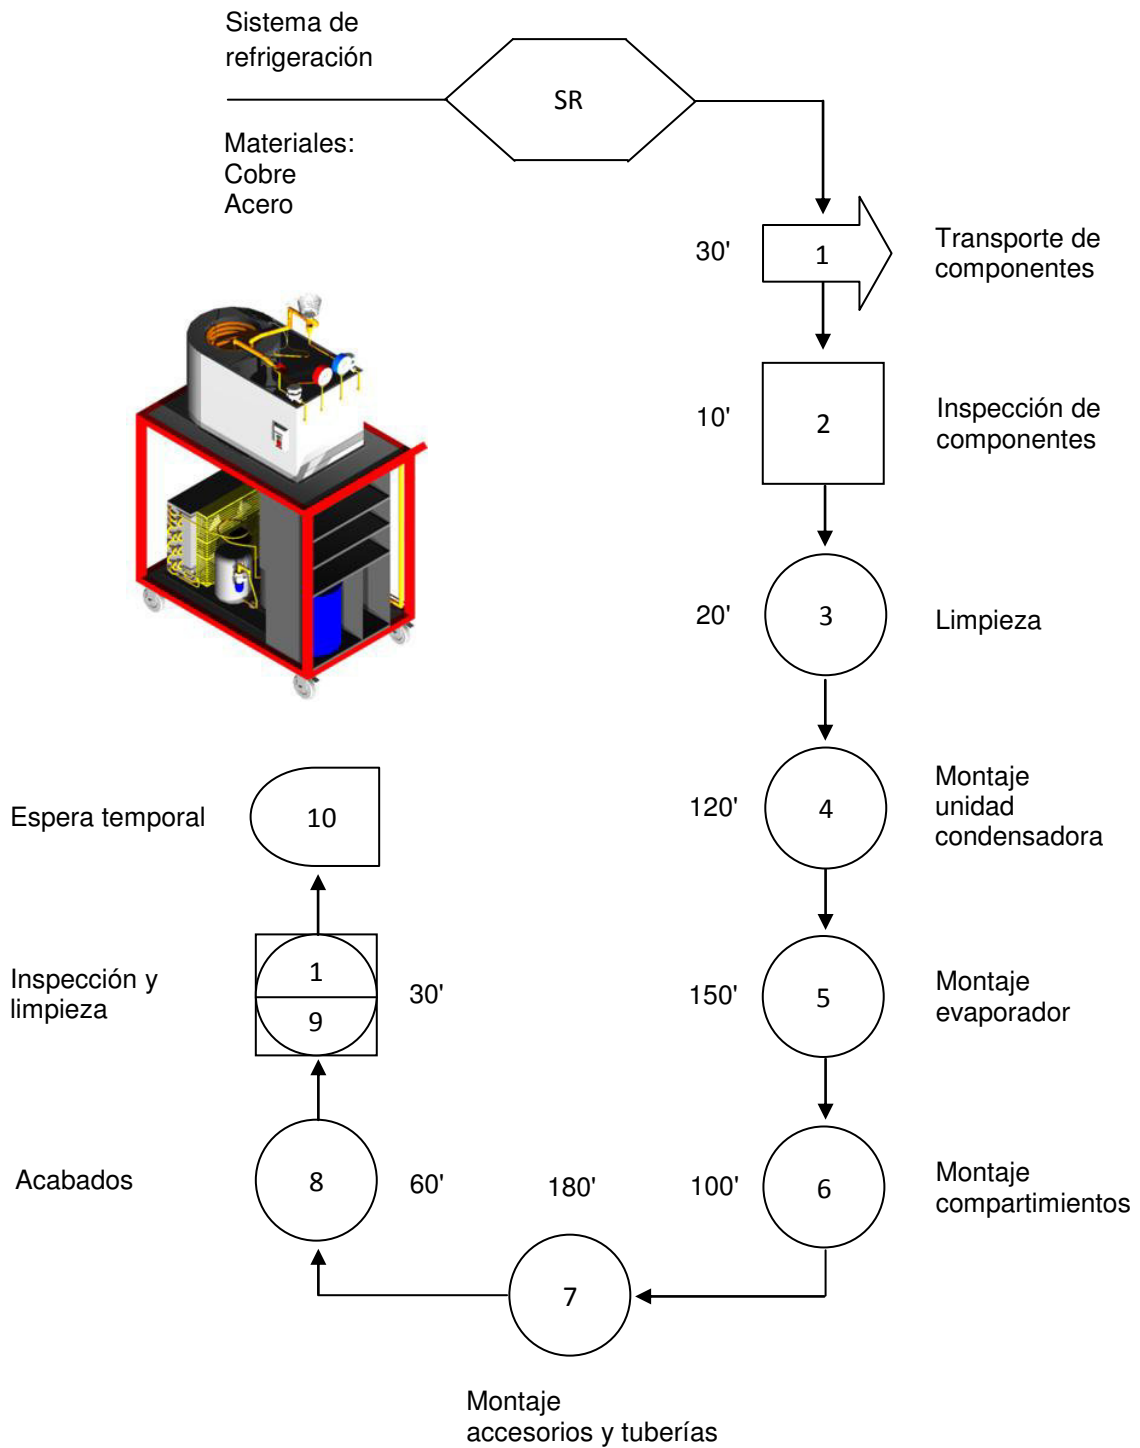 Sistema de
refrigeración
SR
Materiales:
Cobre
Acero
30'
1
Transporte de
componentes
10'
2
Inspección de
componentes
20'
3
Limpieza
120'
4
Montaje
unidad
condensadora
150'
5
Montaje
evaporador
100'
6
Montaje
compartimientos
180'
7
Montaje
accesorios y tuberías
Acabados
8
60'
Inspección y
limpieza
1
9
30'
Espera temporal
10